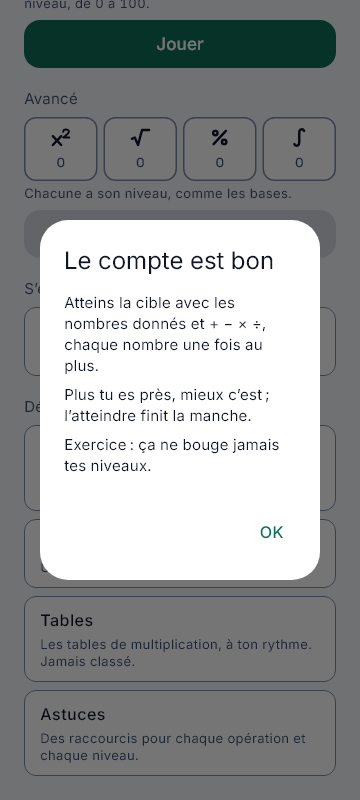 niveau, de 0 à 100.
Jouer
Avancé
x² √ % ∫
0 0 0 0
Chacune a son niveau, comme les bases.
Le compte est bon
Atteins la cible avec les
nombres donnés et + − × ÷,
chaque nombre une fois au
plus.
Plus tu es près, mieux c’est ;
l’atteindre finit la manche.
Exercice : ça ne bouge jamais
tes niveaux.
OK
Tables
Les tables de multiplication, à ton rythme.
Jamais classé.
Astuces
Des raccourcis pour chaque opération et
chaque niveau.